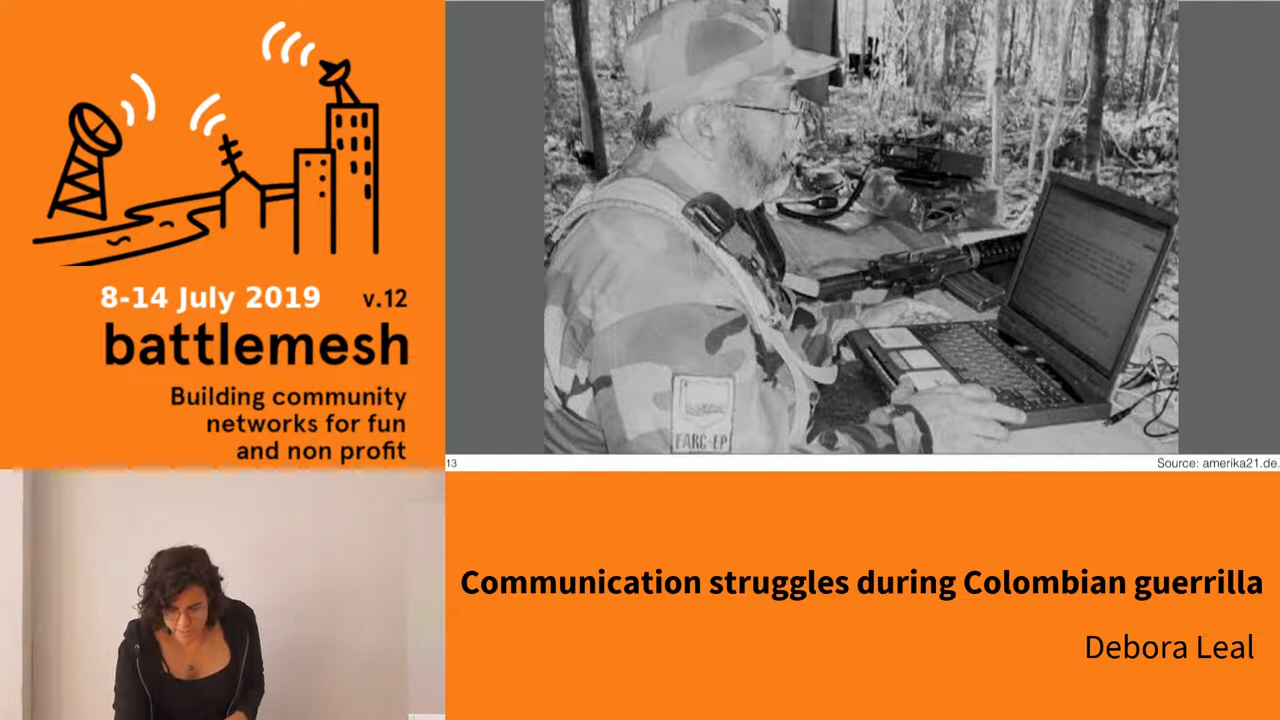 8-14 July 2019 v.12
battlemesh
Building community
networks for fun
and non profit
FARC-EP
13
Source: amerika21.de.
Communication struggles during Colombian guerrilla
Debora Leal